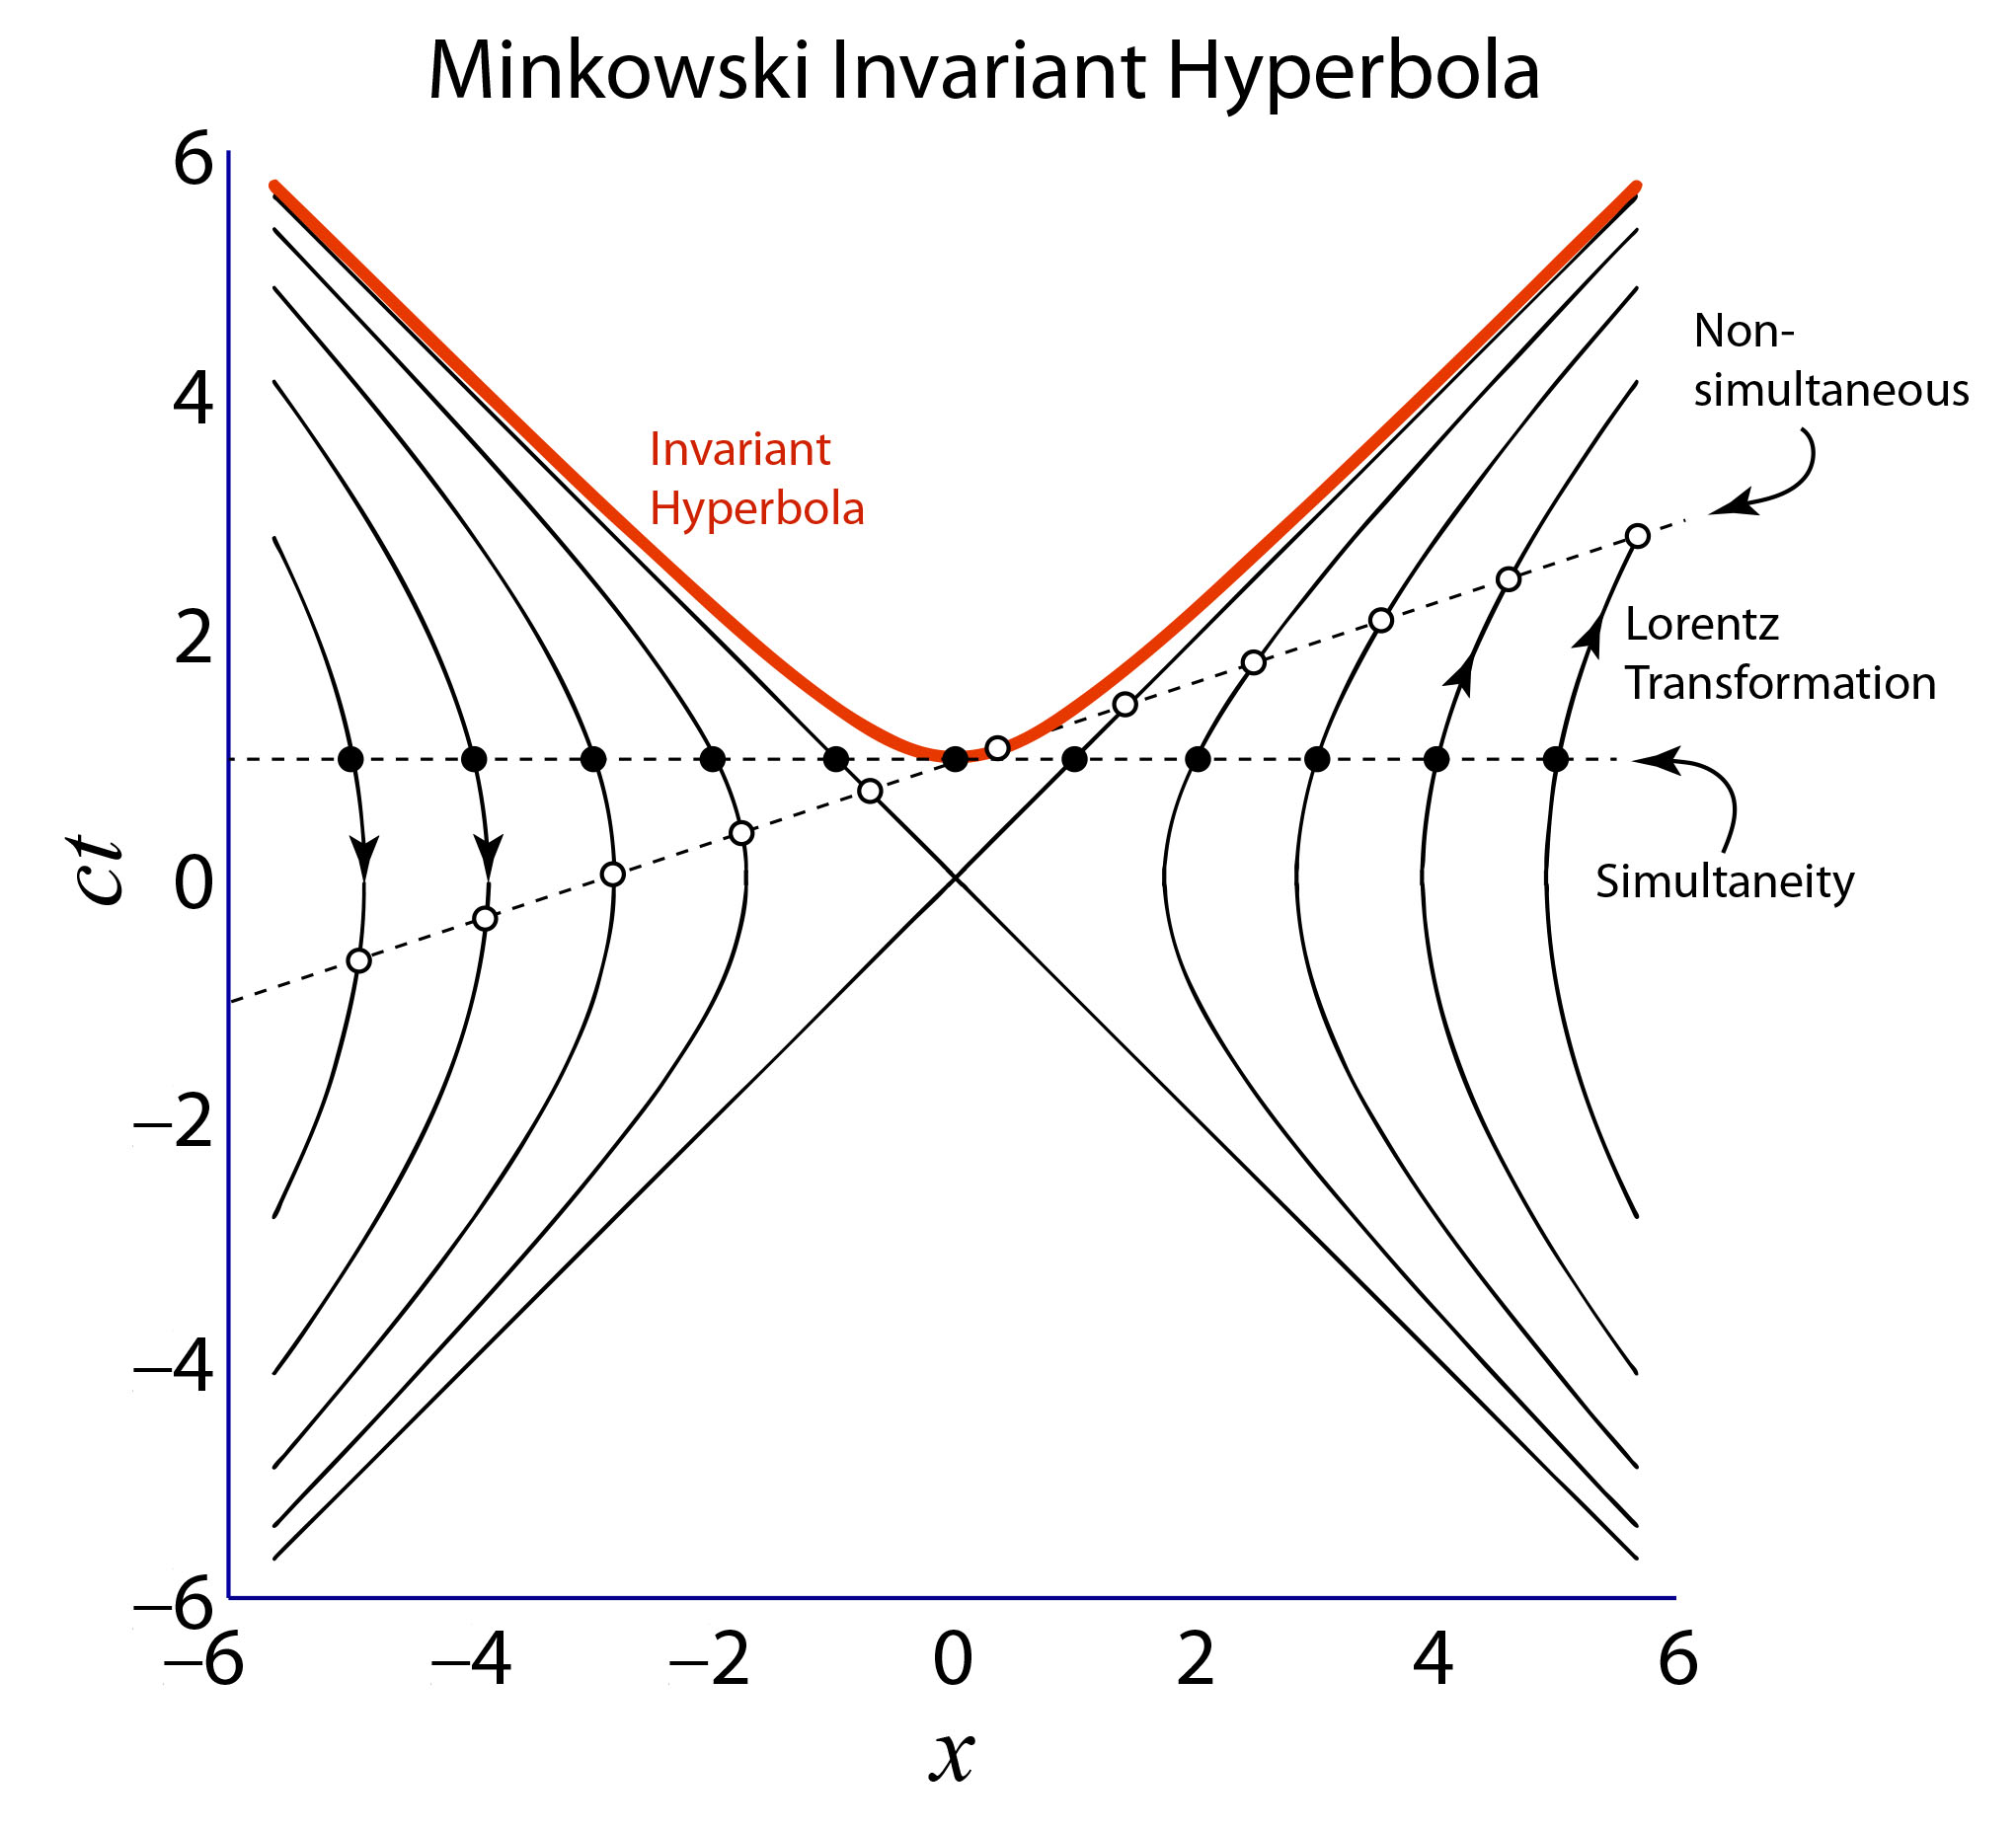 Minkowski Invariant Hyperbola
6
4
2
0
−2
−4
−6
ct
Invariant
Hyperbola
Non-
simultaneous
Lorentz
Transformation
Simultaneity
−6 −4 −2 0 2 4 6
x